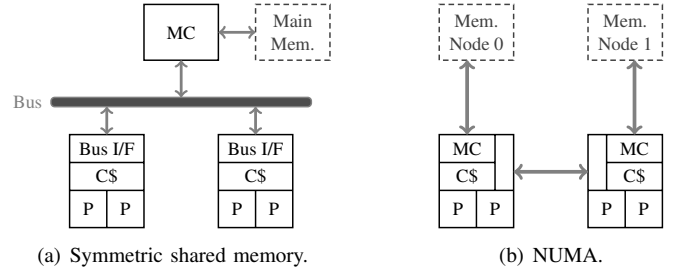 MC
Main
Mem.
Bus
Bus I/F
C$
P P
Bus I/F
C$
P P
(a) Symmetric shared memory.
Mem.
Node 0
Mem.
Node 1
MC
C$
P P
MC
C$
P P
(b) NUMA.